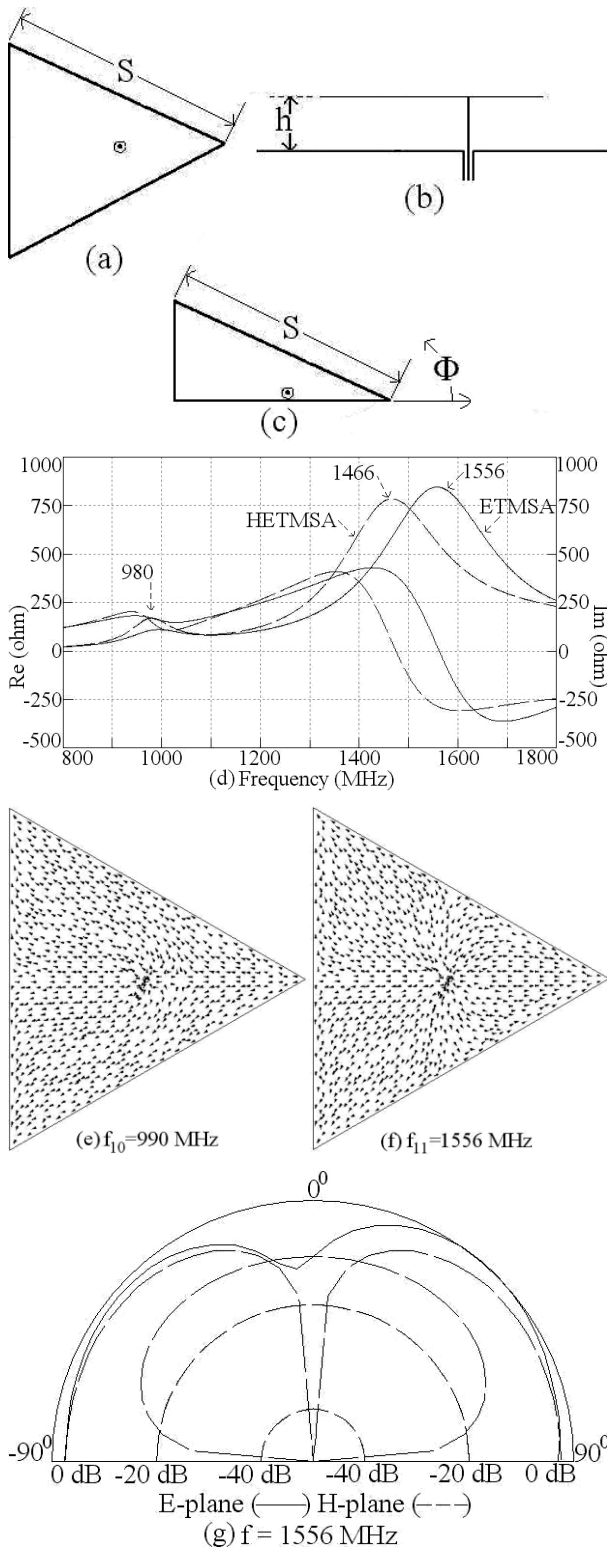 S
h
(b)
(a)
S
Φ
(c)
1000
1466
1556
1000
750
HETMSA
ETMSA
750
500
500
980
250
250
Re (ohm)
Jm (ohm)
0
0
-250
-250
-500
-500
800 1000 1200 1400 1600 1800
(d) Frequency (MHz)
(e) f10=990 MHz
(f) f11=1556 MHz
0⁰
-90⁰
90⁰
0 dB -20 dB -40 dB -40 dB -20 dB 0 dB
E-plane (——) H-plane (– – –)
(g) f = 1556 MHz